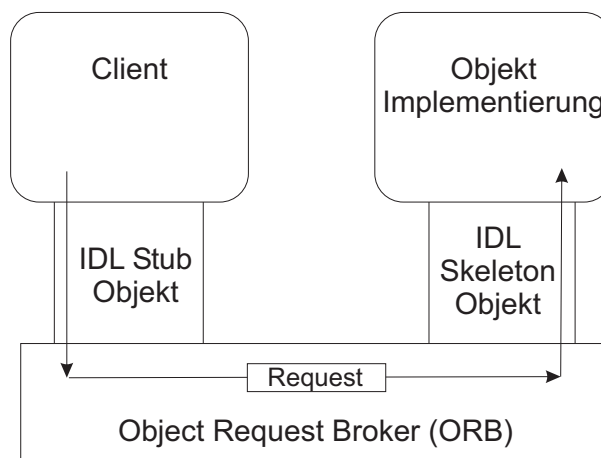 Client
Objekt
Implementierung
IDL Stub
Objekt
IDL
Skeleton
Objekt
Request
Object Request Broker (ORB)